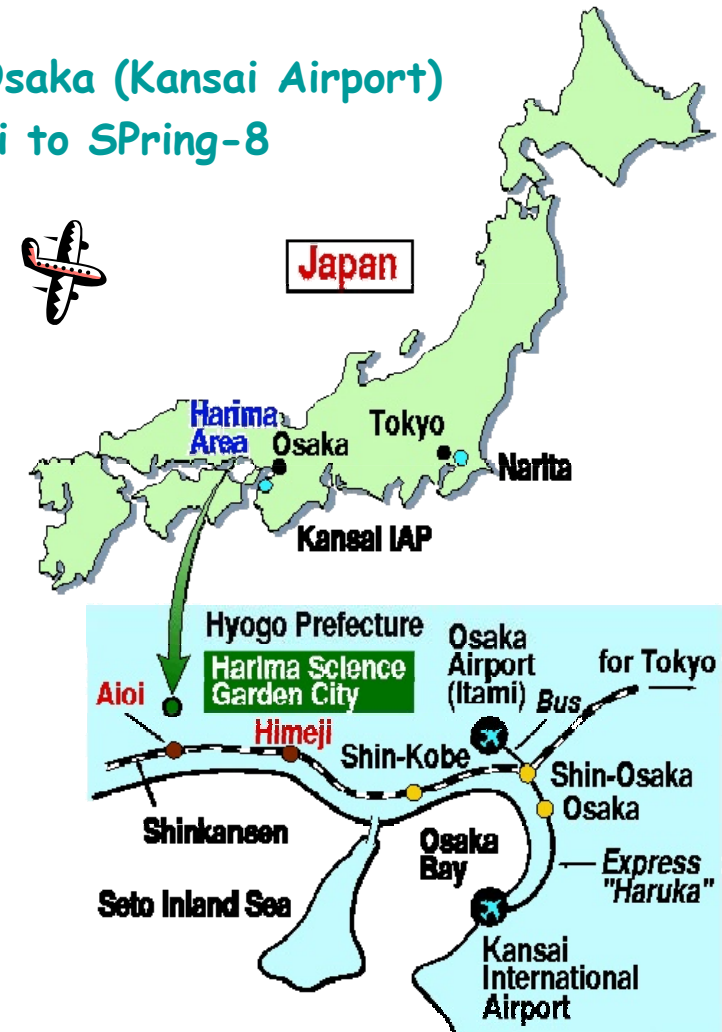 Osaka (Kansai Airport)
to SPring-8
Japan
Harima
Area
Osaka
Tokyo
Narita
Kansai IAP
Hyogo Prefecture
Harima Science
Garden City
Osaka
Airport
(Itami)
Bus
for Tokyo
Aioi
Himeji
Shin-Kobe
Shin-Osaka
Osaka
Shinkansen
Osaka
Bay
Express
"Haruka"
Seto Inland Sea
Kansai
International
Airport